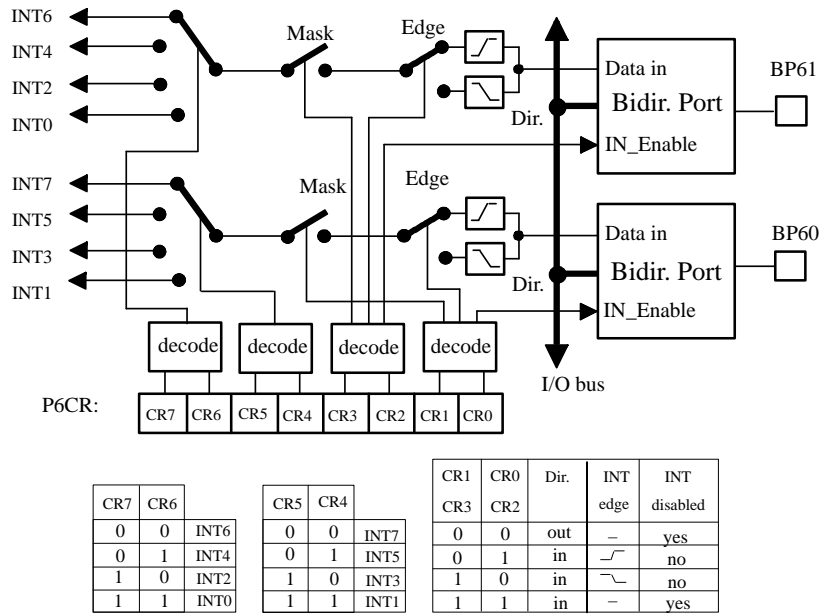 INT6
INT4
INT2
INT0
Mask
Edge
Data in
Bidir. Port
IN_Enable
BP61
Dir.
INT7
INT5
INT3
INT1
Mask
Edge
Data in
Bidir. Port
IN_Enable
BP60
Dir.
decode decode decode decode
I/O bus
P6CR: CR7 CR6 CR5 CR4 CR3 CR2 CR1 CR0
CR7 CR6
0 0 INT6
0 1 INT4
1 0 INT2
1 1 INT0
CR5 CR4
0 0 INT7
0 1 INT5
1 0 INT3
1 1 INT1
CR1 CR0 Dir. INT INT
CR3 CR2 edge disabled
0 0 out – yes
0 1 in no
1 0 in no
1 1 in – yes